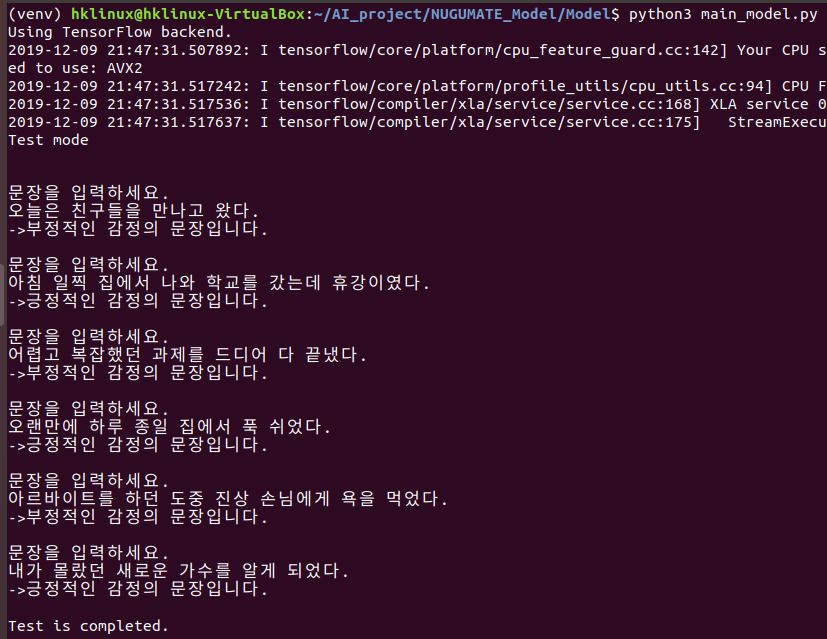 (venv) hklinux@hklinux-VirtualBox:~/AI_project/NUGUMATE_Model/Model$ python3 main_model.py
Using TensorFlow backend.
2019-12-09 21:47:31.507892: I tensorflow/core/platform/cpu_feature_guard.cc:142] Your CPU s
ed to use: AVX2
2019-12-09 21:47:31.517242: I tensorflow/core/platform/profile_utils/cpu_utils.cc:94] CPU F
2019-12-09 21:47:31.517536: I tensorflow/compiler/xla/service/service.cc:168] XLA service 0
2019-12-09 21:47:31.517637: I tensorflow/compiler/xla/service/service.cc:175]   StreamExecu
Test mode
문장을 입력하세요.
오늘은 친구들을 만나고 왔다.
->부정적인 감정의 문장입니다.
문장을 입력하세요.
아침 일찍 집에서 나와 학교를 갔는데 휴강이였다.
->긍정적인 감정의 문장입니다.
문장을 입력하세요.
어렵고 복잡했던 과제를 드디어 다 끝냈다.
->부정적인 감정의 문장입니다.
문장을 입력하세요.
오랜만에 하루 종일 집에서 푹 쉬었다.
->긍정적인 감정의 문장입니다.
문장을 입력하세요.
아르바이트를 하던 도중 진상 손님에게 욕을 먹었다.
->부정적인 감정의 문장입니다.
문장을 입력하세요.
내가 몰랐던 새로운 가수를 알게 되었다.
->긍정적인 감정의 문장입니다.
Test is completed.